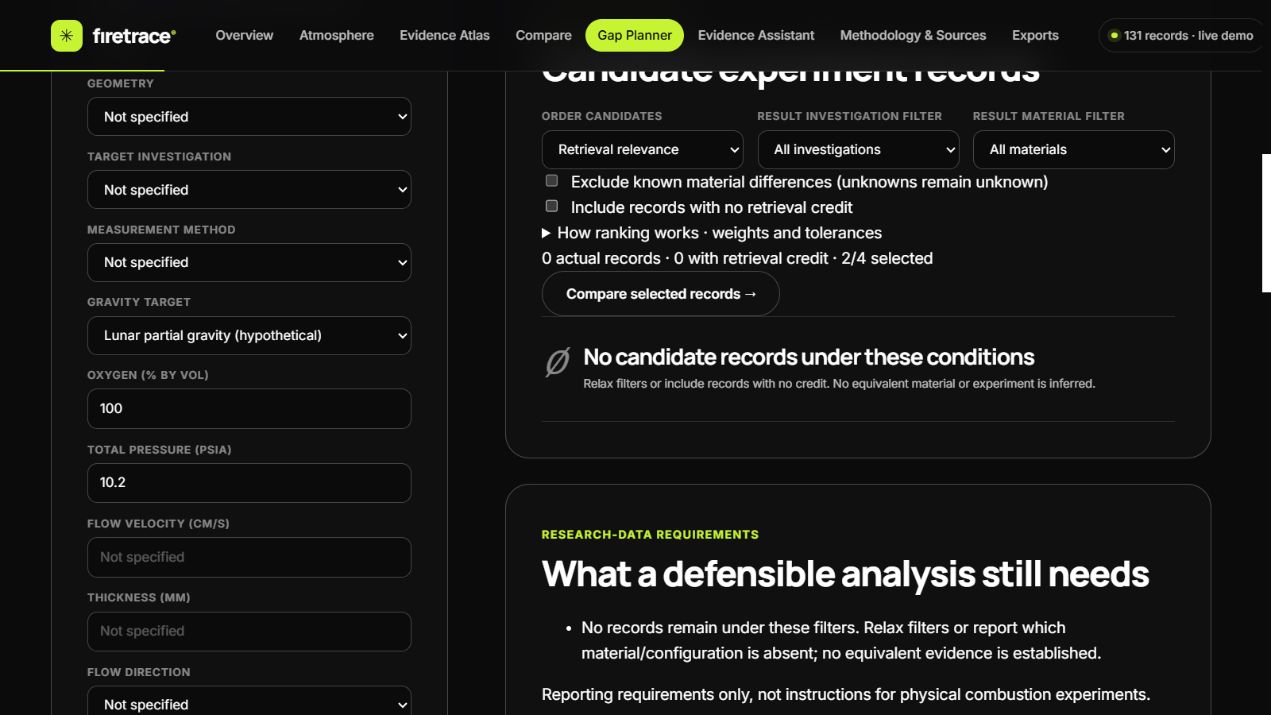 firetrace
Overview
Atmosphere
Evidence Atlas
Compare
Gap Planner
Evidence Assistant
Methodology & Sources
Exports
131 records · live demo
GEOMETRY
Not specified
TARGET INVESTIGATION
Not specified
MEASUREMENT METHOD
Not specified
GRAVITY TARGET
Lunar partial gravity (hypothetical)
OXYGEN (% BY VOL)
100
TOTAL PRESSURE (PSIA)
10.2
FLOW VELOCITY (CM/S)
Not specified
THICKNESS (MM)
Not specified
FLOW DIRECTION
Not specified
Candidate experiment records
ORDER CANDIDATES
Retrieval relevance
RESULT INVESTIGATION FILTER
All investigations
RESULT MATERIAL FILTER
All materials
Exclude known material differences (unknowns remain unknown)
Include records with no retrieval credit
How ranking works · weights and tolerances
0 actual records · 0 with retrieval credit · 2/4 selected
Compare selected records →
Ø
No candidate records under these conditions
Relax filters or include records with no credit. No equivalent material or experiment is inferred.
RESEARCH-DATA REQUIREMENTS
What a defensible analysis still needs
• No records remain under these filters. Relax filters or report which
material/configuration is absent; no equivalent evidence is established.
Reporting requirements only, not instructions for physical combustion experiments.